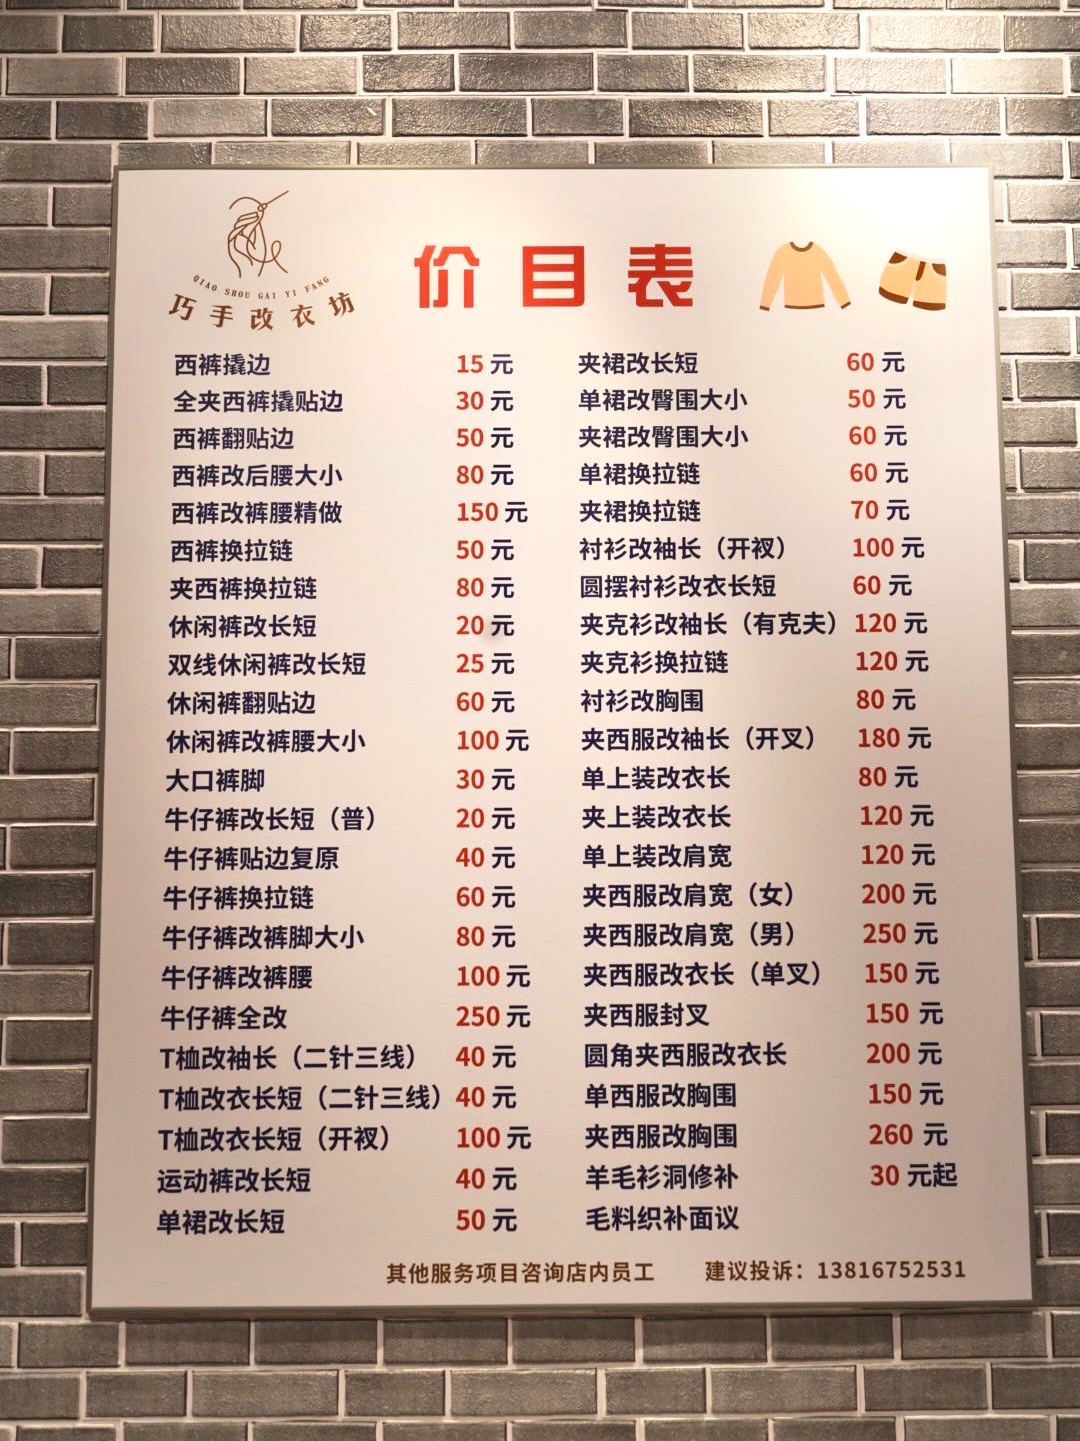 QIAO SHOU GAI YI FANG
巧手改衣坊
价目表
西裤撬边 15元
全夹西裤撬贴边 30元
西裤翻贴边 50元
西裤改后腰大小 80元
西裤改裤腰精做 150元
西裤换拉链 50元
夹西裤换拉链 80元
休闲裤改长短 20元
双线休闲裤改长短 25元
休闲裤翻贴边 60元
休闲裤改裤腰大小 100元
大口裤脚 30元
牛仔裤改长短（普） 20元
牛仔裤贴边复原 40元
牛仔裤换拉链 60元
牛仔裤改裤脚大小 80元
牛仔裤改裤腰 100元
牛仔裤全改 250元
T桖改袖长（二针三线） 40元
T桖改衣长短（二针三线） 40元
T桖改衣长短（开衩） 100元
运动裤改长短 40元
单裙改长短 50元
夹裙改长短 60元
单裙改臀围大小 50元
夹裙改臀围大小 60元
单裙换拉链 60元
夹裙换拉链 70元
衬衫改袖长（开衩） 100元
圆摆衬衫改衣长短 60元
夹克衫改袖长（有克夫） 120元
夹克衫换拉链 120元
衬衫改胸围 80元
夹西服改袖长（开叉） 180元
单上装改衣长 80元
夹上装改衣长 120元
单上装改肩宽 120元
夹西服改肩宽（女） 200元
夹西服改肩宽（男） 250元
夹西服改衣长（单叉） 150元
夹西服封叉 150元
圆角夹西服改衣长 200元
单西服改胸围 150元
夹西服改胸围 260元
羊毛衫洞修补 30元起
毛料织补面议
其他服务项目咨询店内员工 建议投诉：13816752531